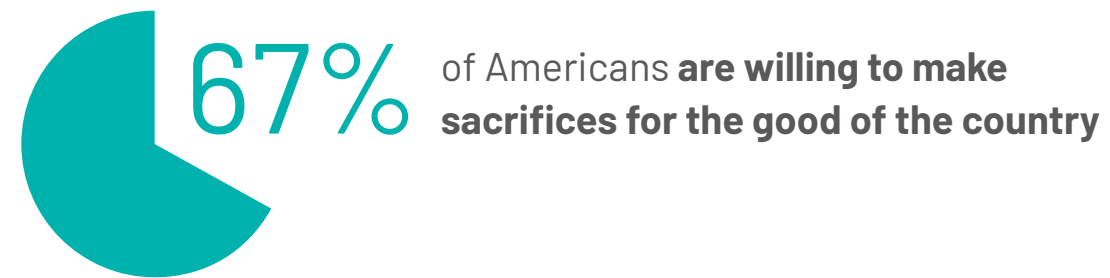 67%
of Americans are willing to make
sacrifices for the good of the country